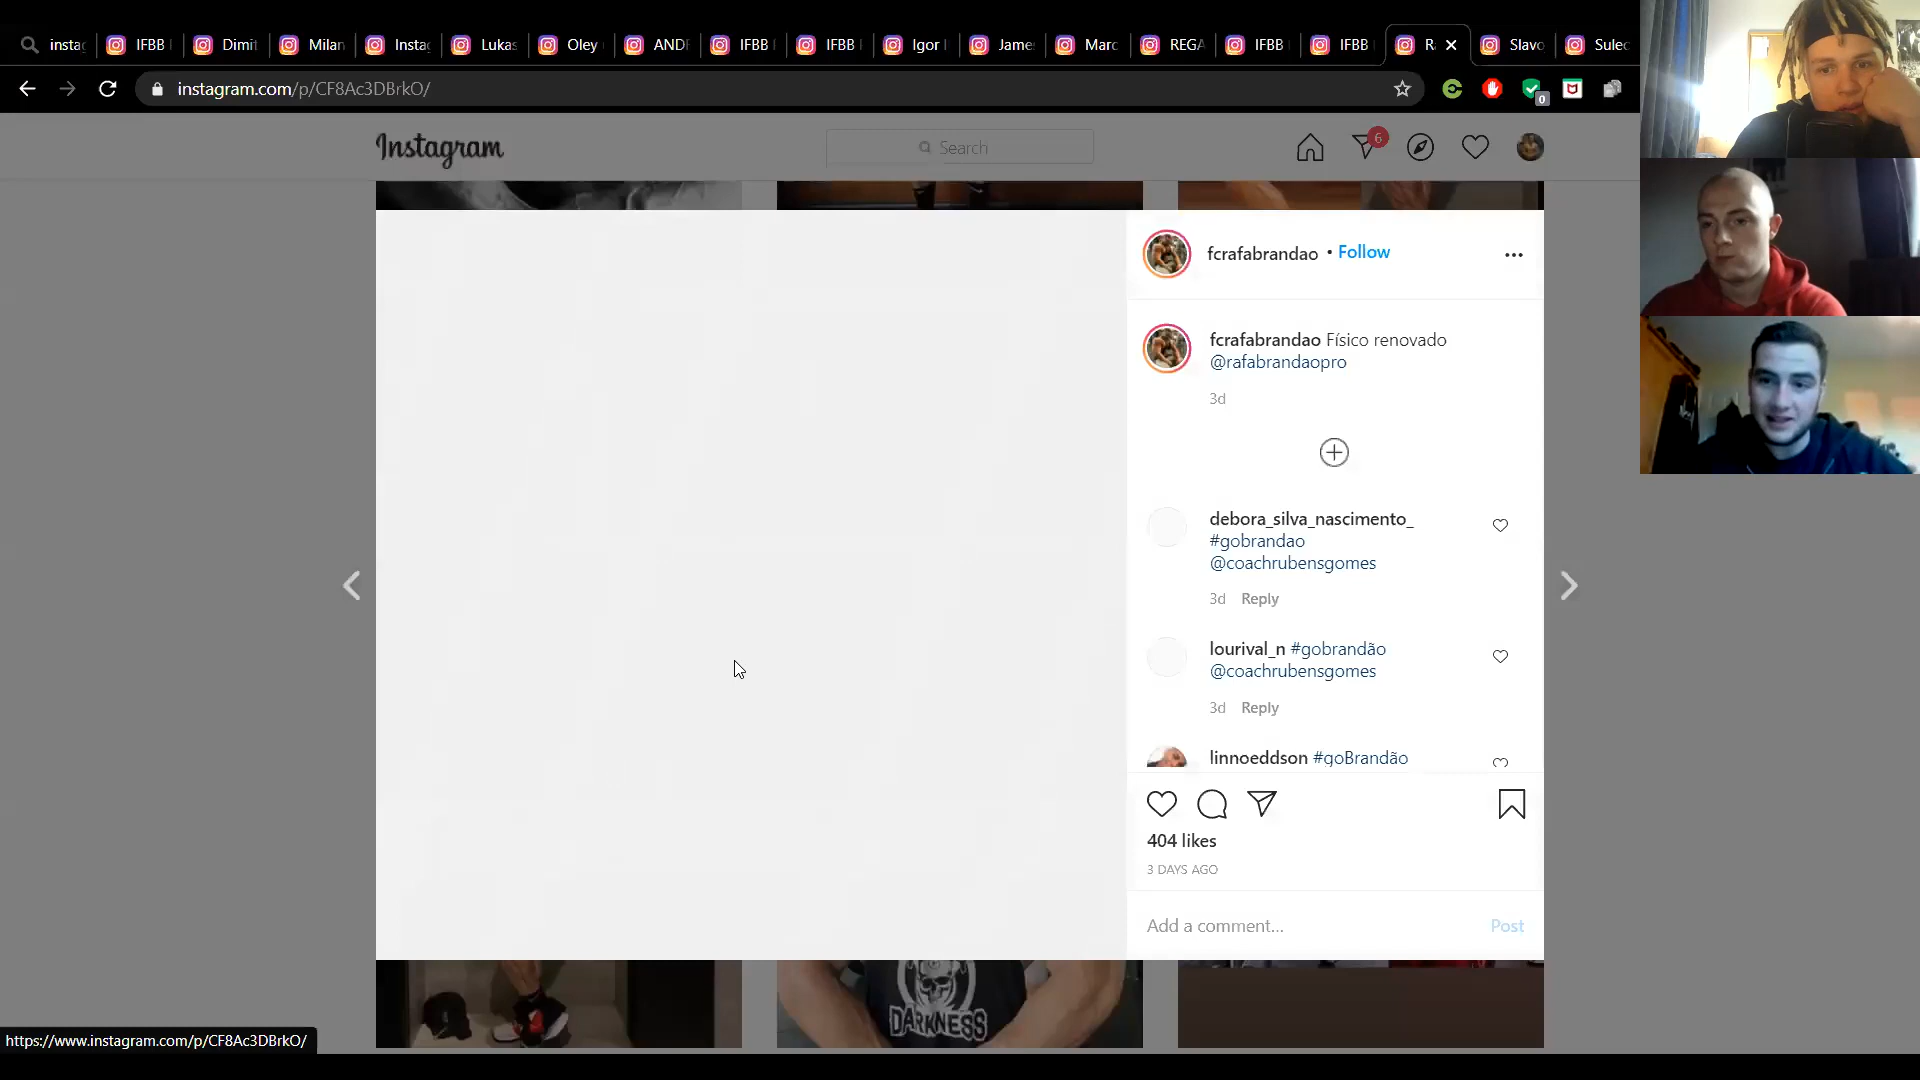 insta
IFBB
Dimit
Milan
Insta
Lukas
Oley
AND
IFBB
IFBB
Igor
Jame
Marc
REGA
IFBB
IFBB
R
Slavo
Sulec
instagram.com/p/CF8Ac3DBrkO/
0
Instagram
Search
6
fcrafabrandao • Follow
fcrafabrandao Físico renovado
@rafabrandaopro
3d
debora_silva_nascimento_
#gobrandao
@coachrubensgomes
3d Reply
lourival_n #gobrandão
@coachrubensgomes
3d Reply
linnoeddson #goBrandão
404 likes
3 DAYS AGO
Add a comment...
Post
DARKNESS
https://www.instagram.com/p/CF8Ac3DBrkO/